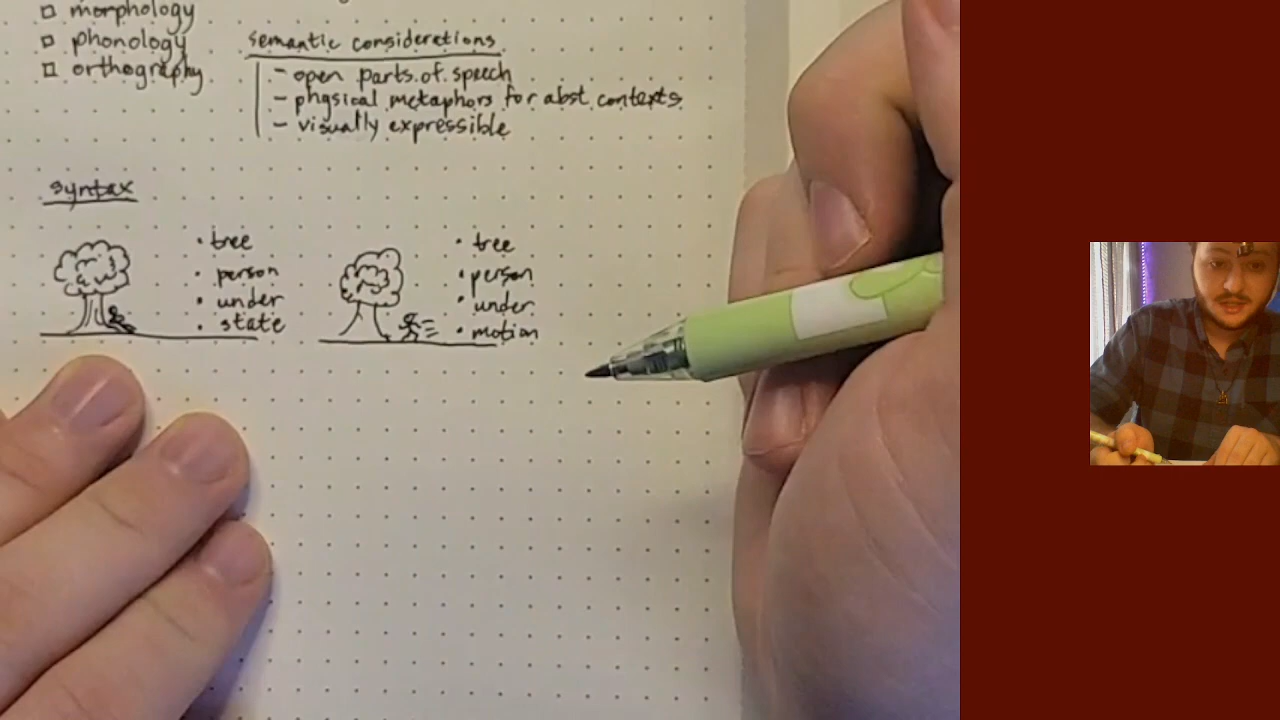 morphology
phonology
orthography
semantic considerations
- open parts of speech
- physical metaphors for abst. contexts
- visually expressible
syntax
• tree
• person
• under
• state
• tree
• person
• under
• motion